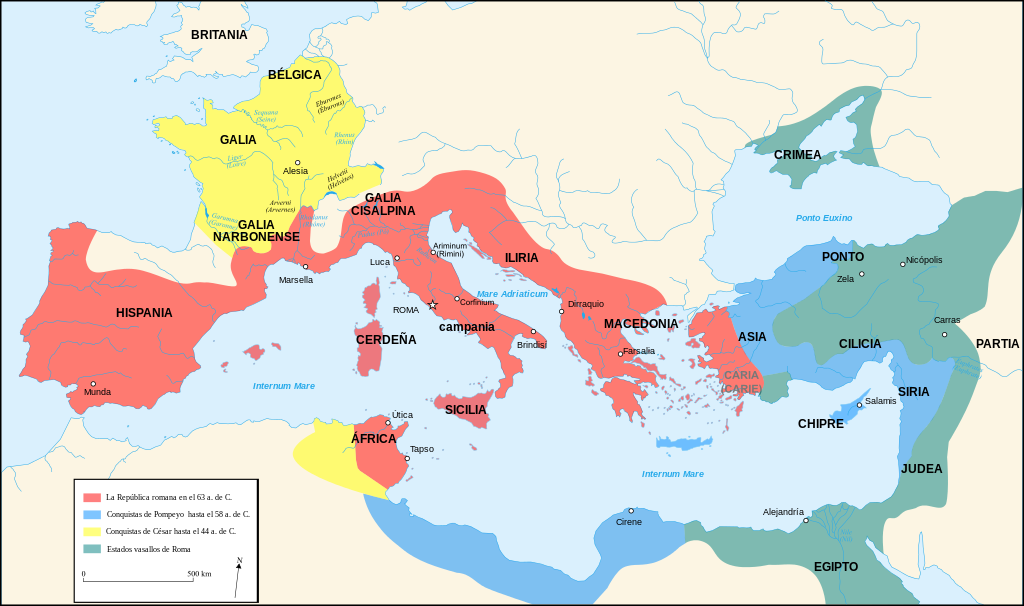 BRITANIA
BÉLGICA
Eburones
(Eburons)
Sequana
(Seine)
GALIA
Rhenus
(Rhin)
Liger
(Loire)
Alesia
Helvetii
(Helvètes)
Arverni
(Arvernes)
GALIA
NARBONENSE
GALIA
CISALPINA
CRIMEA
Ponto Euxino
Marsella
Luca
Ariminum
(Rimini)
ILIRIA
PONTO
Zela
Nicópolis
HISPANIA
ROMA
Corfinium
Mare Adriaticum
Dirraquio
campania
CERDEÑA
Brindisi
MACEDONIA
Farsalia
ASIA
CILICIA
Carras
PARTIA
Munda
Internum Mare
CARIA
(CARIE)
SICILIA
Útica
ÁFRICA
Tapso
CHIPRE
Salamis
SIRIA
JUDEA
Internum Mare
Cirene
Alejandría
EGIPTO
La República romana en el 63 a. de C.
Conquistas de Pompeyo hasta el 58 a. de C.
Conquistas de César hasta el 44 a. de C.
Estados vasallos de Roma
N
0 500 km